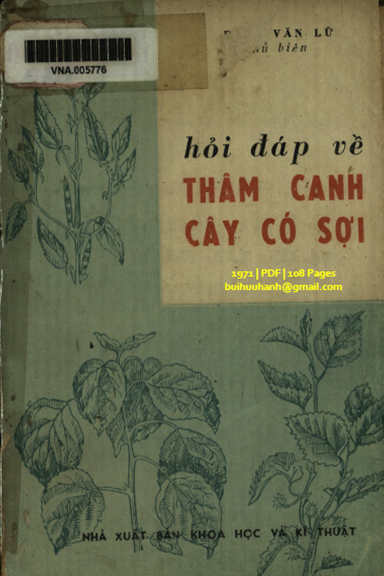 VNA.005776
VĂN LỮ
chủ biên
hỏi đáp về
THÂM CANH
CÂY CÓ SỢI
1971 | PDF | 108 Pages
buihuuhanh@gmail.com
NHÀ XUẤT BẢN KHOA HỌC VÀ KĨ THUẬT